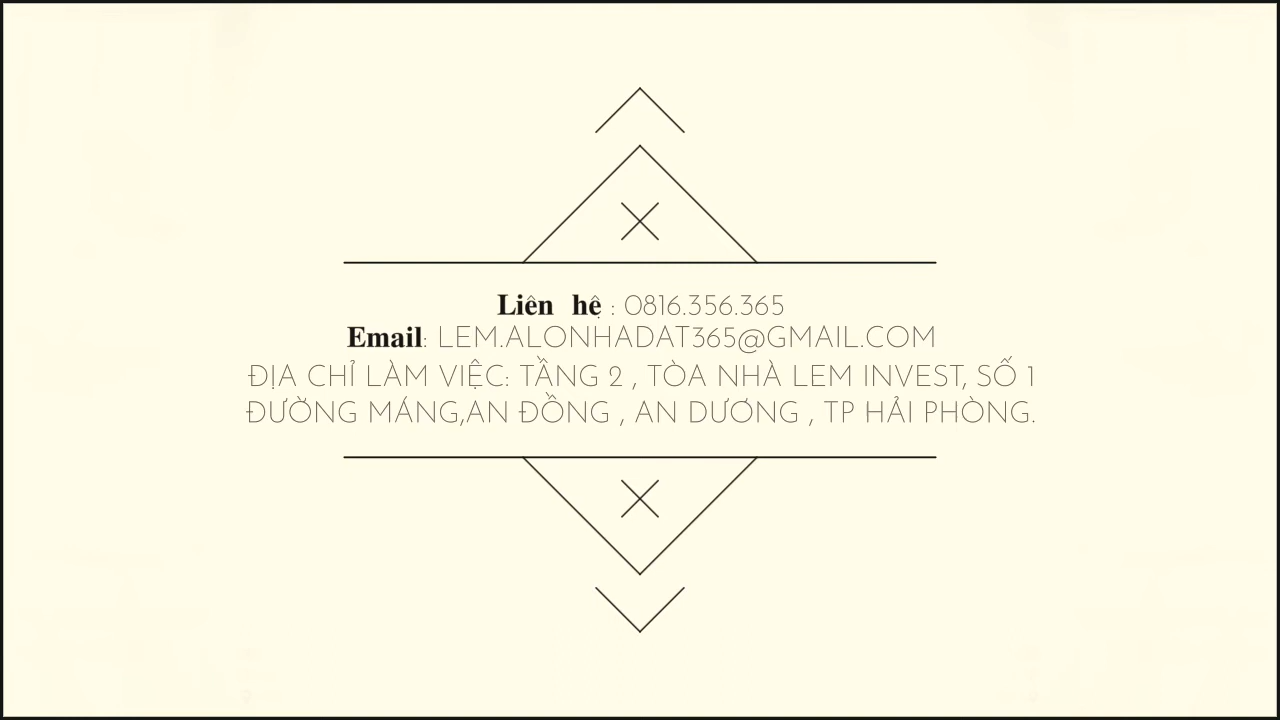 Liên hệ : 0816.356.365
Email: LEM.ALONHADAT365@GMAIL.COM
ĐỊA CHỈ LÀM VIỆC: TẦNG 2 , TÒA NHÀ LEM INVEST, SỐ 1
ĐƯỜNG MÁNG,AN ĐỒNG , AN DƯƠNG , TP HẢI PHÒNG.